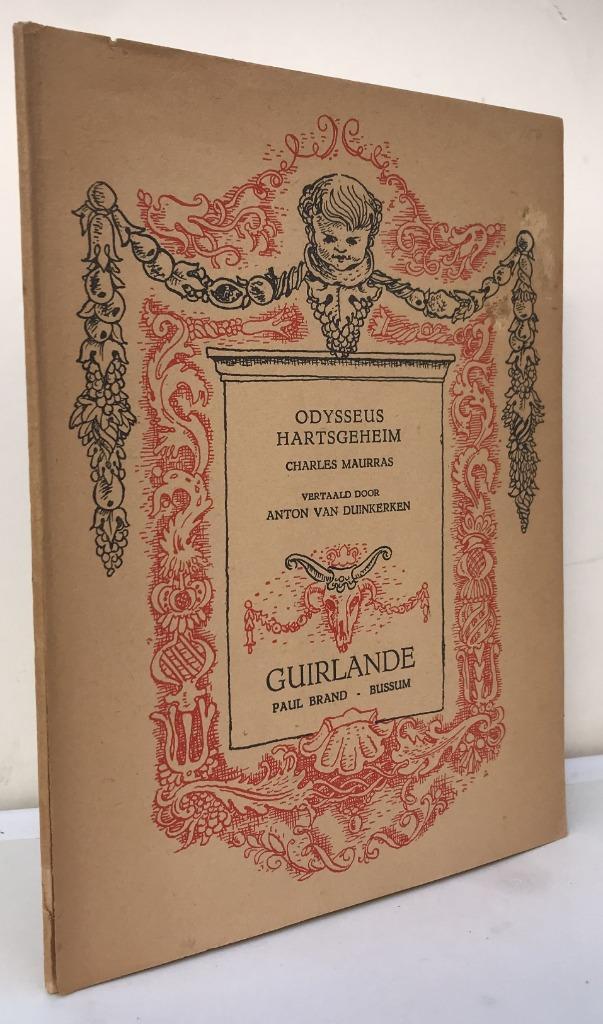 ODYSSEUS
HARTSGEHEIM
CHARLES MAURRAS
VERTAALD DOOR
ANTON VAN DUINKERKEN
GUIRLANDE
PAUL BRAND - BUSSUM